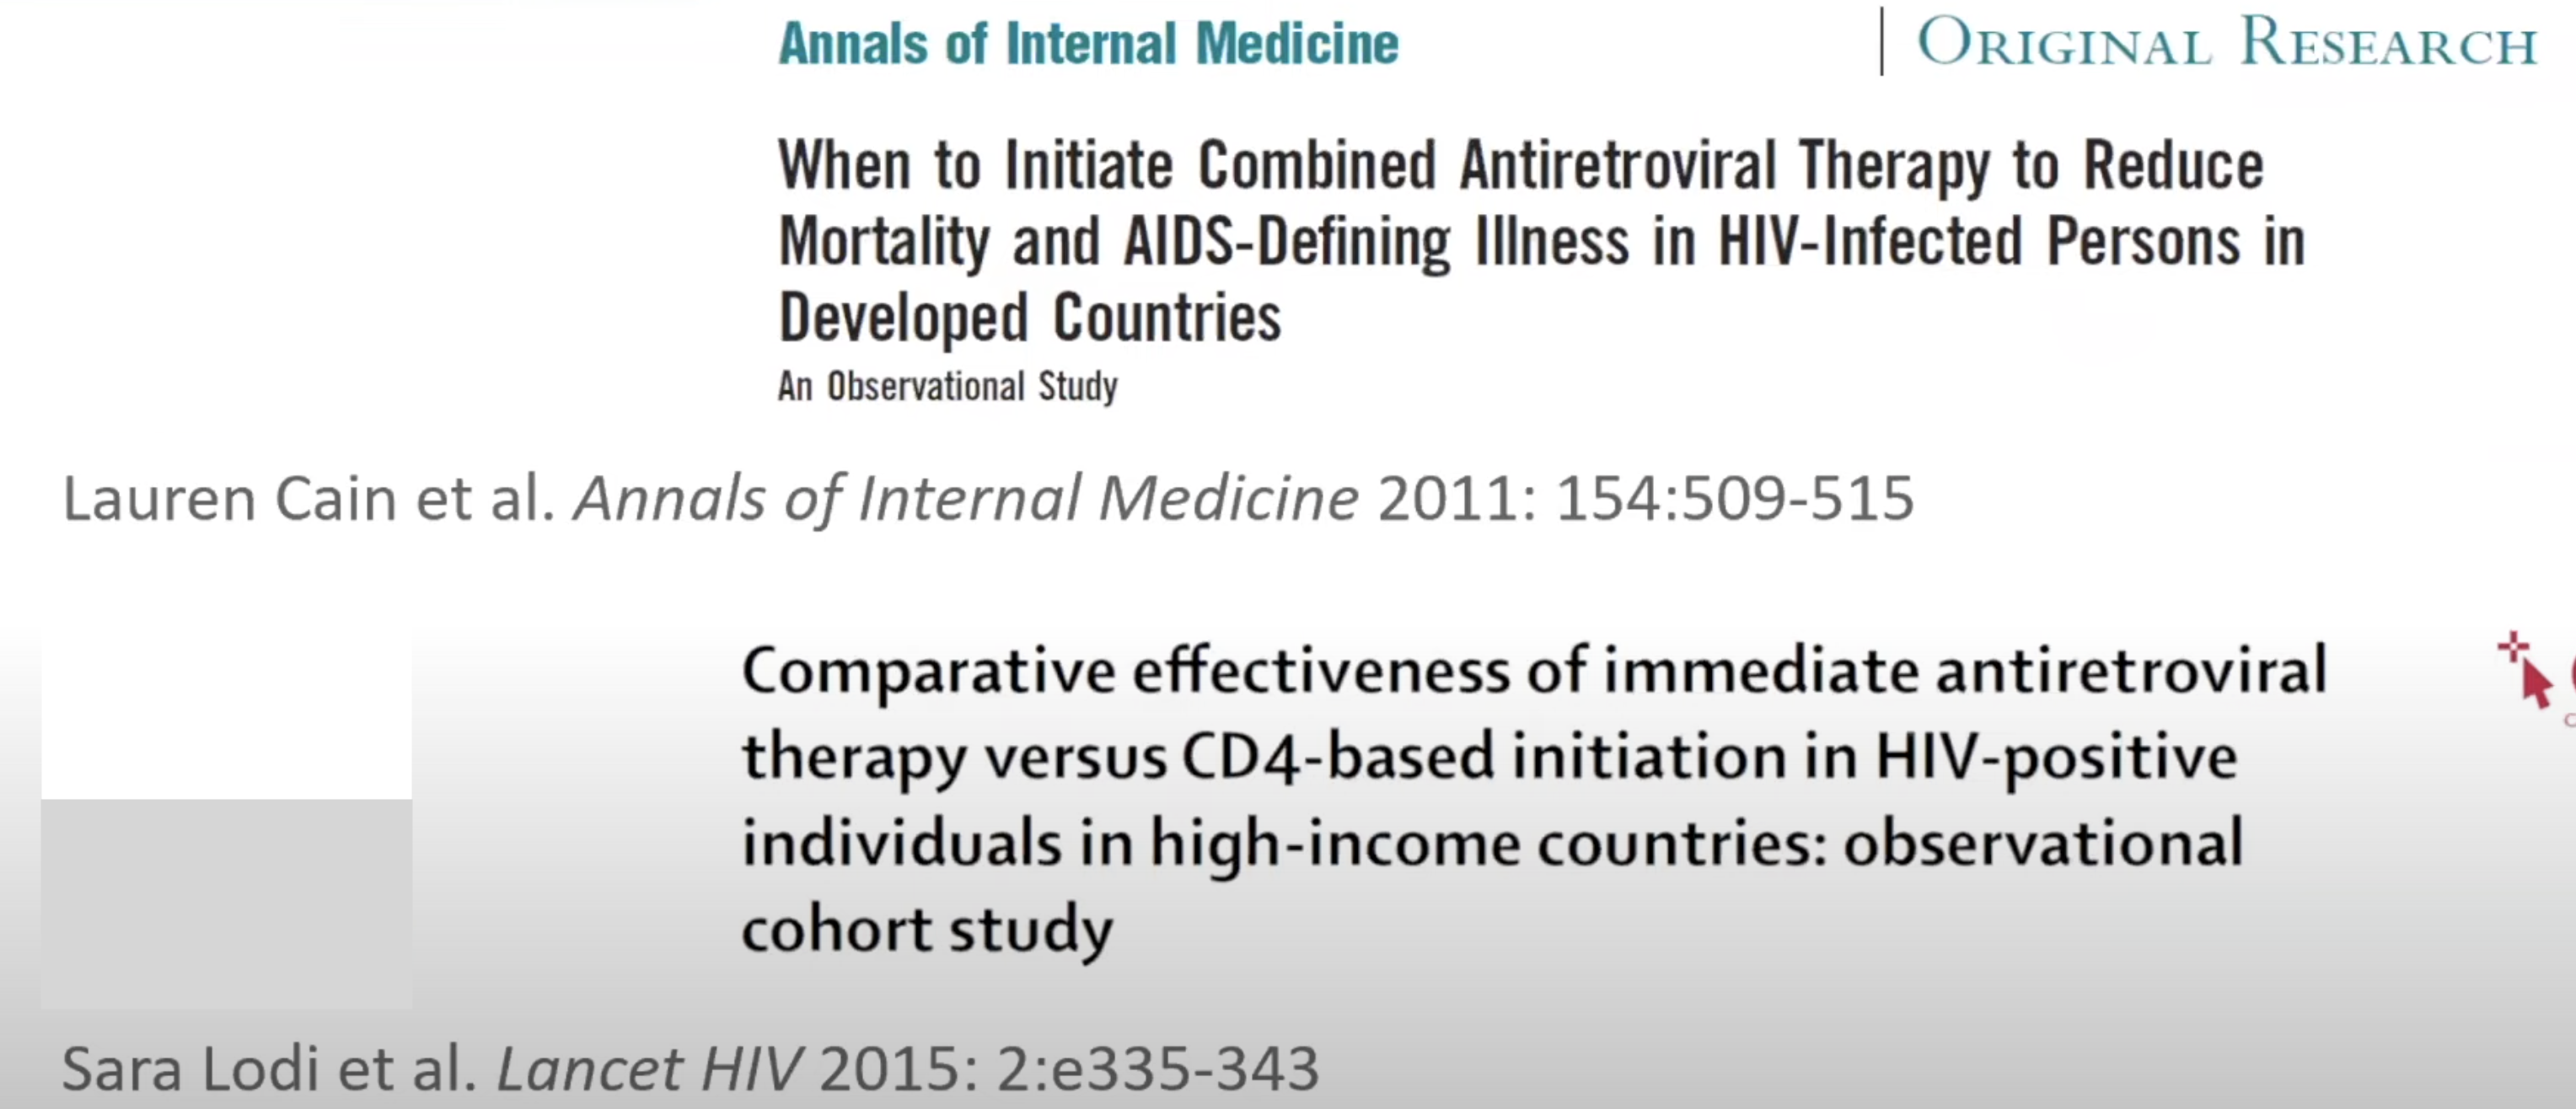 Annals of Internal Medicine
ORIGINAL RESEARCH
When to Initiate Combined Antiretroviral Therapy to Reduce
Mortality and AIDS-Defining Illness in HIV-Infected Persons in
Developed Countries
An Observational Study
Lauren Cain et al. Annals of Internal Medicine 2011: 154:509-515
Comparative effectiveness of immediate antiretroviral
therapy versus CD4-based initiation in HIV-positive
individuals in high-income countries: observational
cohort study
Sara Lodi et al. Lancet HIV 2015: 2:e335-343